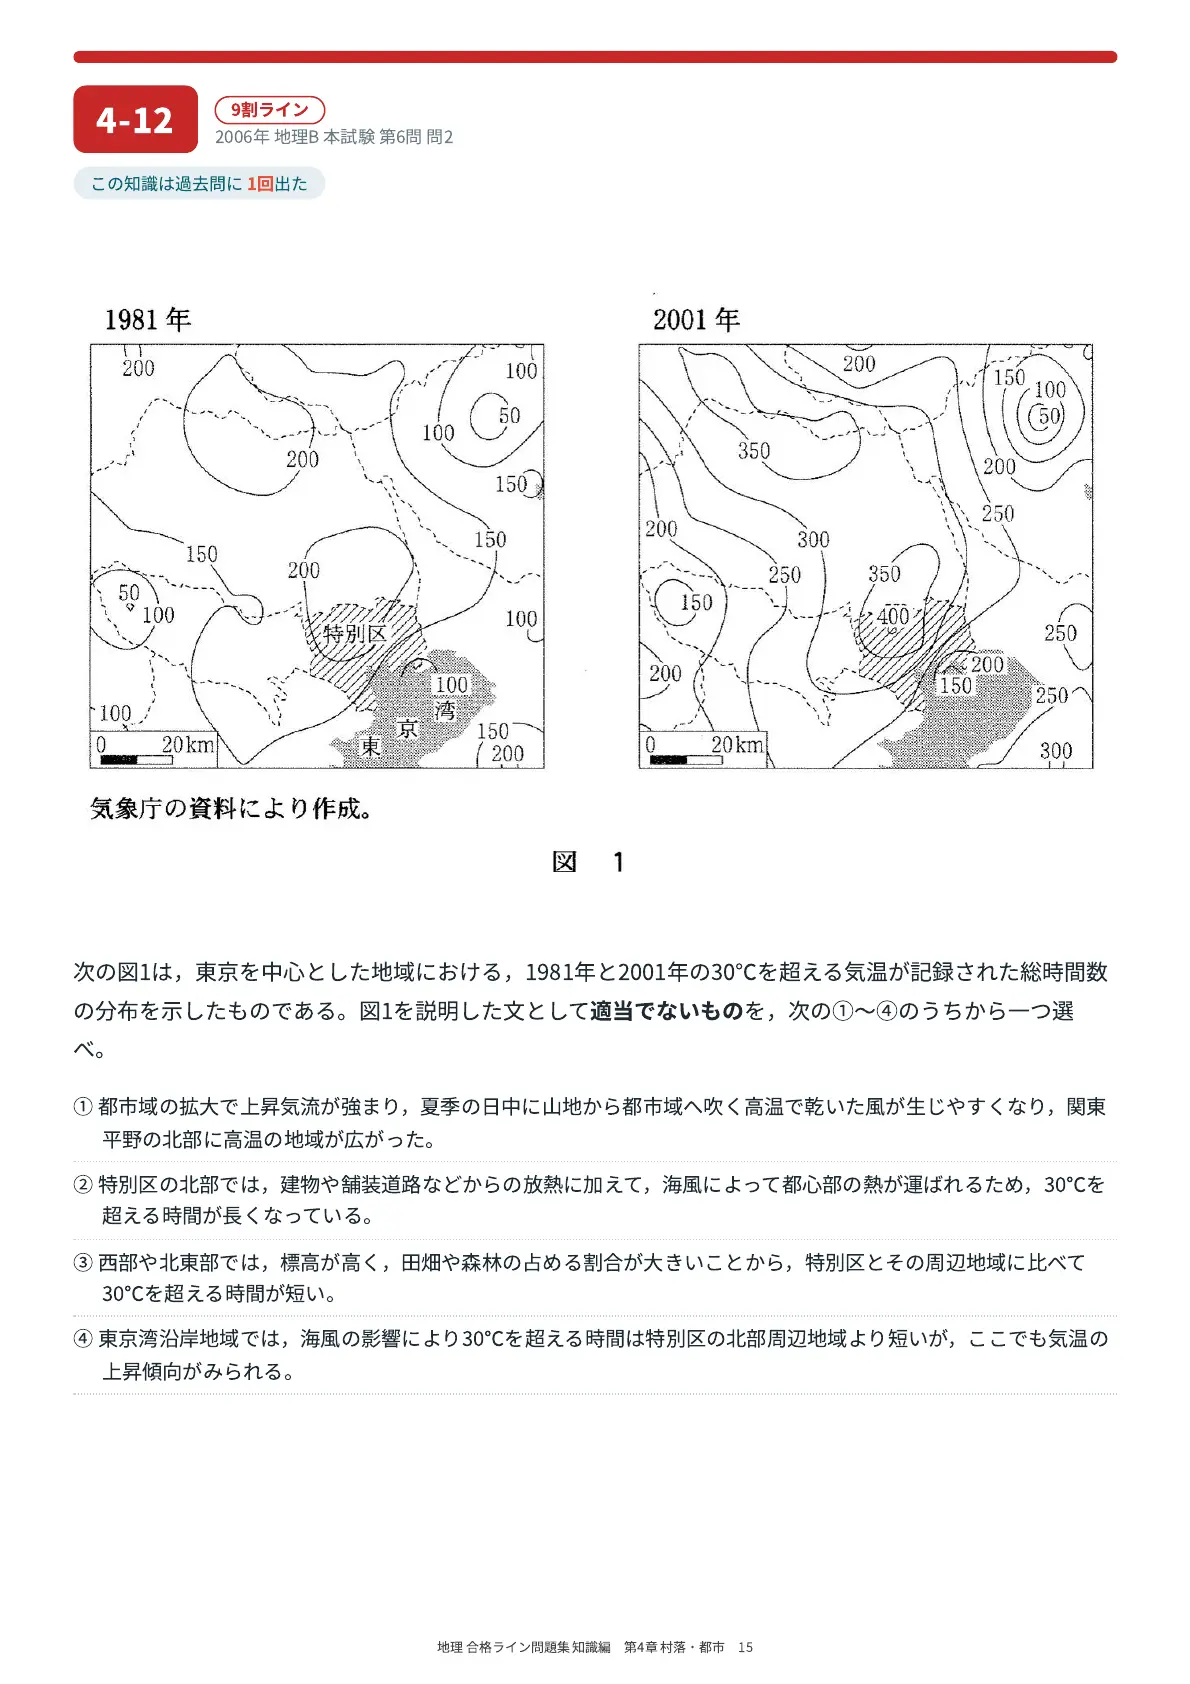 4-12
9割ライン
2006年 地理B 本試験 第6問 問2
この知識は過去問に 1回出た
1981年
200
100
50
100
200
150
150
150
200
50
100
100
特別区
100
100
湾
京
東
150
200
0 20km
2001年
200
150
100
50
350
200
250
200
300
250
350
150
400
250
200
200
150
250
300
0 20km
気象庁の資料により作成。
図 1
次の図1は，東京を中心とした地域における，1981年と2001年の30℃を超える気温が記録された総時間数
の分布を示したものである。図1を説明した文として適当でないものを，次の①～④のうちから一つ選
べ。
① 都市域の拡大で上昇気流が強まり，夏季の日中に山地から都市域へ吹く高温で乾いた風が生じやすくなり，関東
平野の北部に高温の地域が広がった。
② 特別区の北部では，建物や舗装道路などからの放熱に加えて，海風によって都心部の熱が運ばれるため，30℃を
超える時間が長くなっている。
③ 西部や北東部では，標高が高く，田畑や森林の占める割合が大きいことから，特別区とその周辺地域に比べて
30℃を超える時間が短い。
④ 東京湾沿岸地域では，海風の影響により30℃を超える時間は特別区の北部周辺地域より短いが，ここでも気温の
上昇傾向がみられる。
地理 合格ライン問題集 知識編 第4章 村落・都市 15